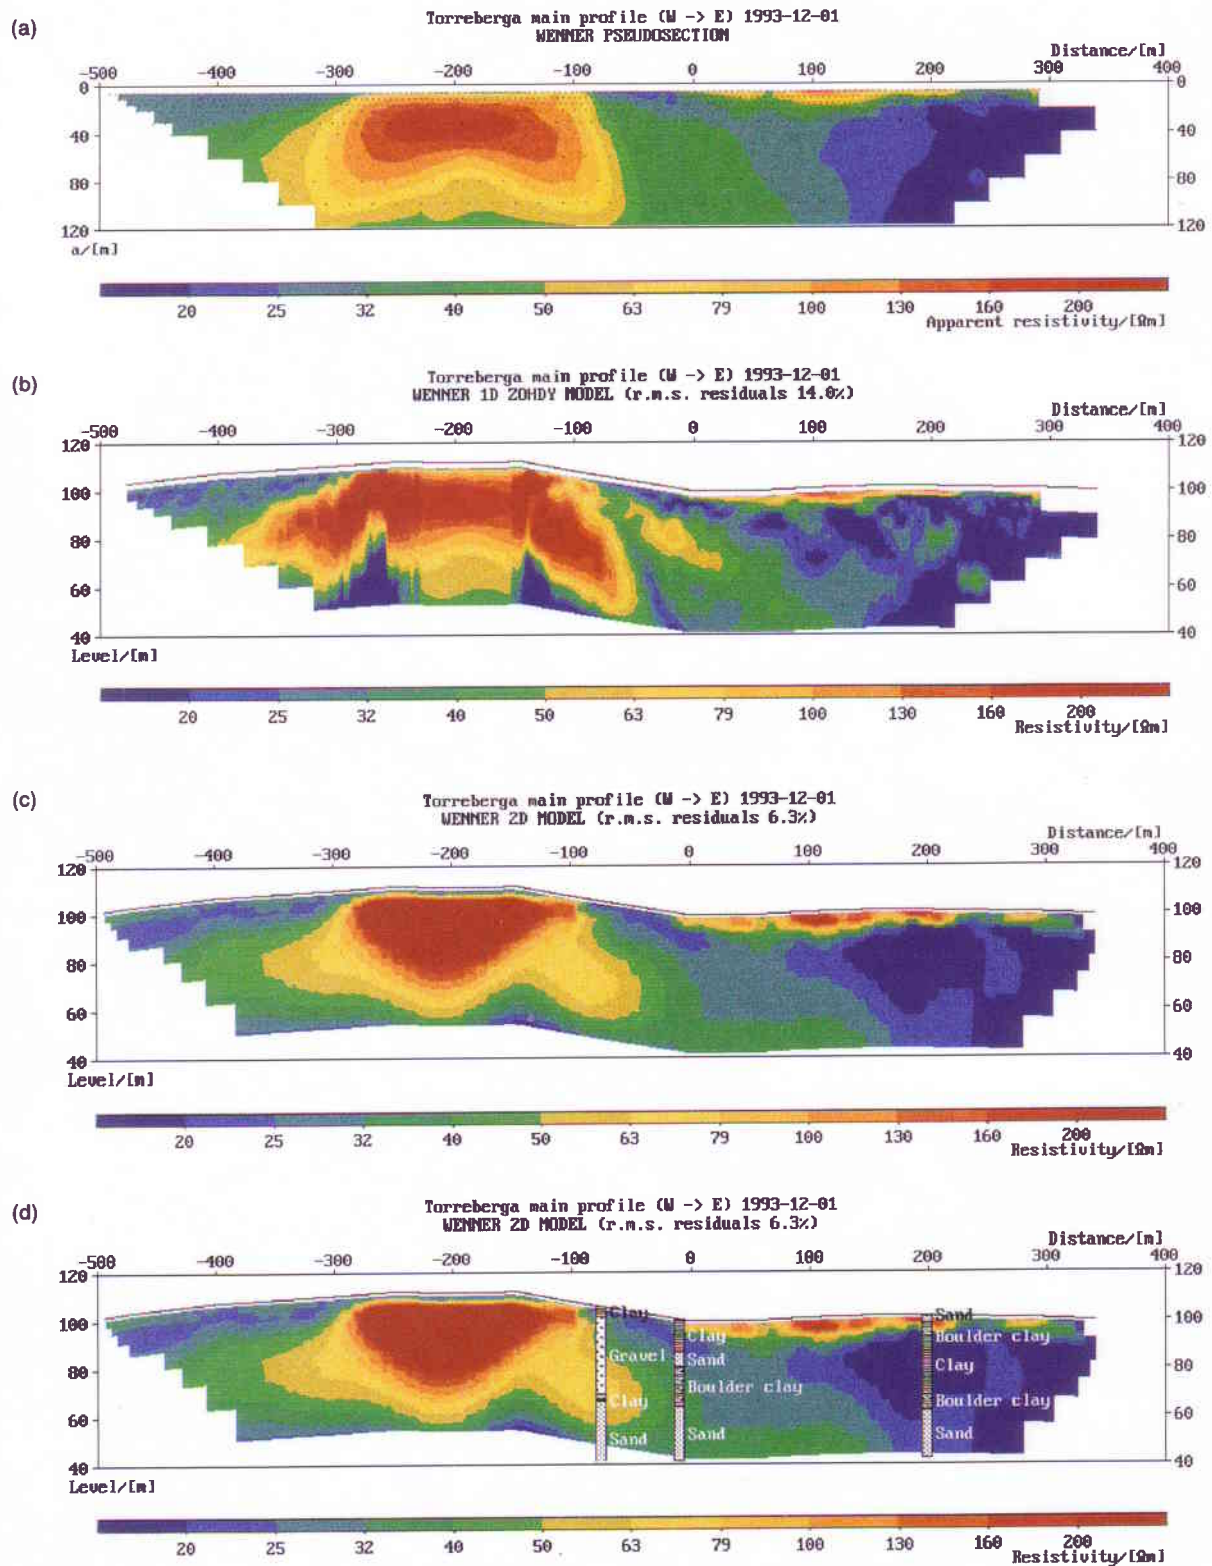 (a)
Torreberga main profile (W -> E) 1993-12-01
WENNER PSEUDOSECTION
Distance/[m]
-500 -400 -300 -200 -100 0 100 200 300 400
0 0
40 40
80 80
120 120
a/[m]
20 25 32 40 50 63 79 100 130 160 200
Apparent resistivity/[Ωm]
(b)
Torreberga main profile (W -> E) 1993-12-01
WENNER 1D ZOHDY MODEL (r.m.s. residuals 14.0%)
Distance/[m]
-500 -400 -300 -200 -100 0 100 200 300 400
120 120
100 100
80 80
60 60
40 40
Level/[m]
20 25 32 40 50 63 79 100 130 160 200
Resistivity/[Ωm]
(c)
Torreberga main profile (W -> E) 1993-12-01
WENNER 2D MODEL (r.m.s. residuals 6.3%)
Distance/[m]
-500 -400 -300 -200 -100 0 100 200 300 400
120 120
100 100
80 80
60 60
40 40
Level/[m]
20 25 32 40 50 63 79 100 130 160 200
Resistivity/[Ωm]
(d)
Torreberga main profile (W -> E) 1993-12-01
WENNER 2D MODEL (r.m.s. residuals 6.3%)
Distance/[m]
-500 -400 -300 -200 -100 0 100 200 300 400
120 120
Clay Sand
100 100
Clay Boulder clay
Gravel Sand Clay
80 80
Boulder clay
Clay Boulder clay
60 60
Sand Sand Sand
40 40
Level/[m]
20 25 32 40 50 63 79 100 130 160 200
Resistivity/[Ωm]